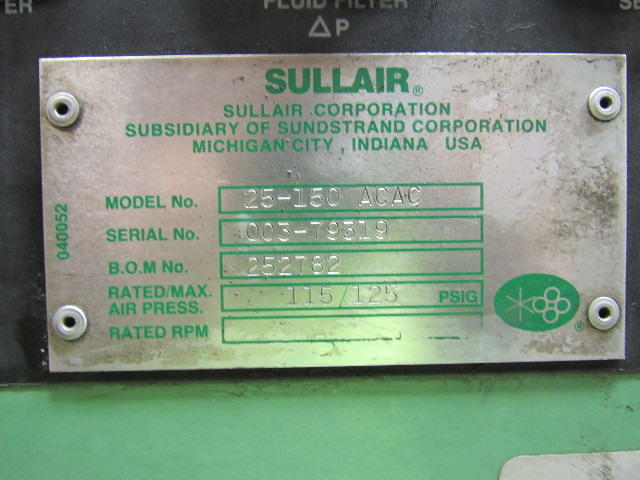 FLUID FILTER
△P
SULLAIR®
SULLAIR CORPORATION
SUBSIDIARY OF SUNDSTRAND CORPORATION
MICHIGAN CITY, INDIANA USA
MODEL No. 25-150 ACAC
SERIAL No. 003-79319
B.O.M No. 252782
RATED/MAX. AIR PRESS. 115/125 PSIG
RATED RPM
®
040052